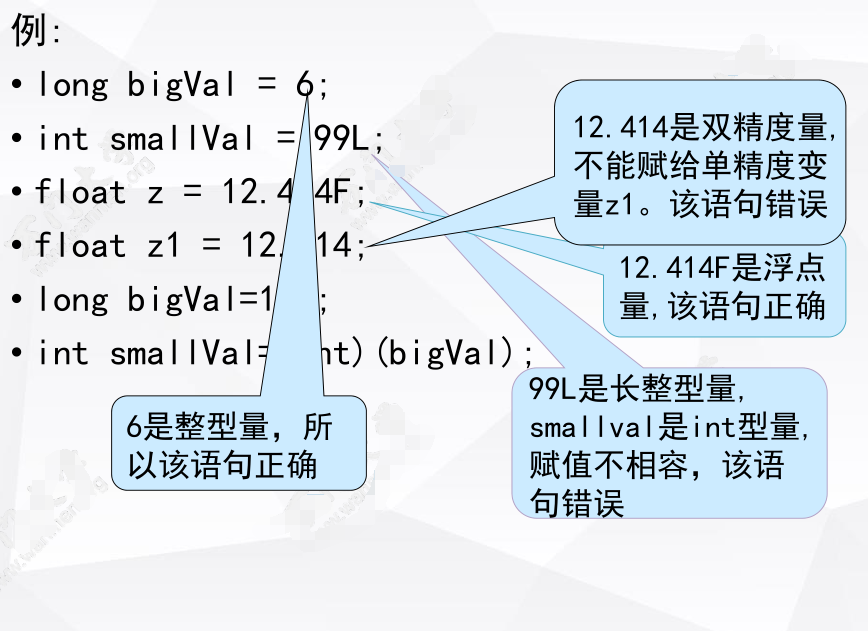 例:
• long bigVal = 6;
• int smallVal = 99L;
• float z = 12.4 4F;
• float z1 = 12. 14;
• long bigVal=1 ;
• int smallVal= nt)(bigVal);
12.414是双精度量,
不能赋给单精度变
量z1。该语句错误
12.414F是浮点
量,该语句正确
99L是长整型量,
smallval是int型量,
赋值不相容，该语
句错误
6是整型量，所
以该语句正确